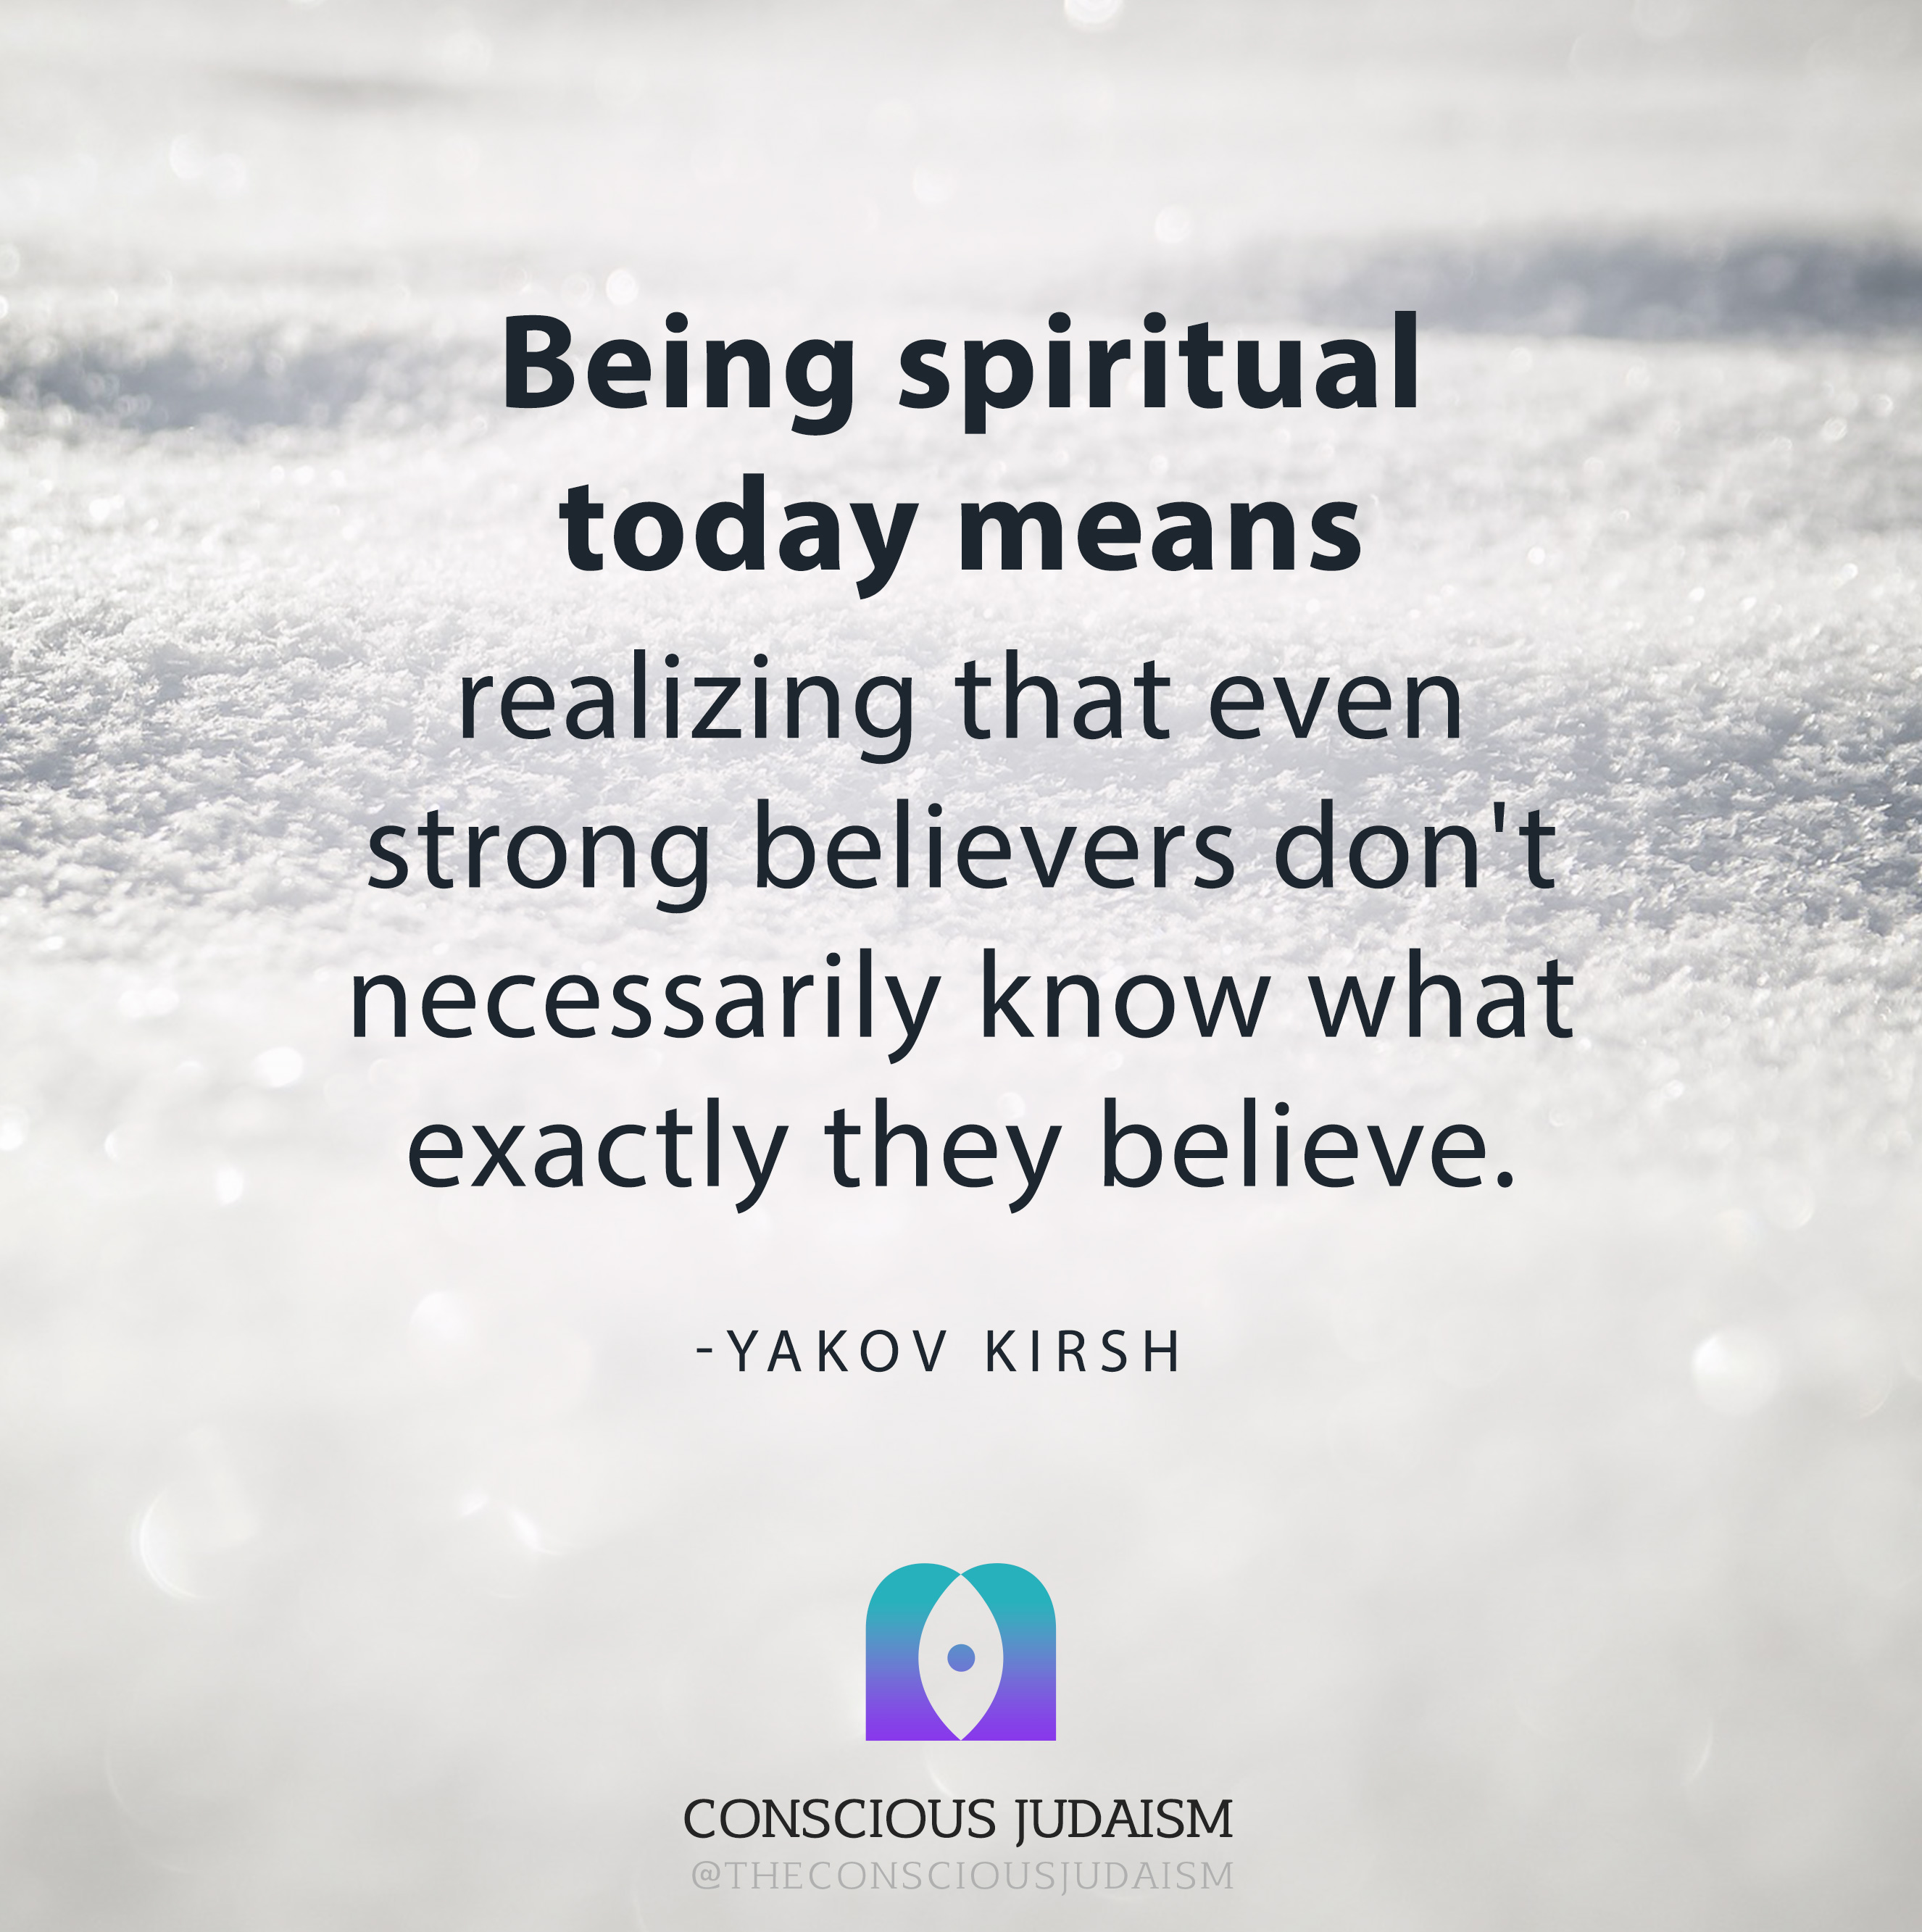 Being spiritual
today means
realizing that even
strong believers don't
necessarily know what
exactly they believe.
-YAKOV KIRSH
CONSCIOUS JUDAISM
@THECONSCIOUSJUDAISM